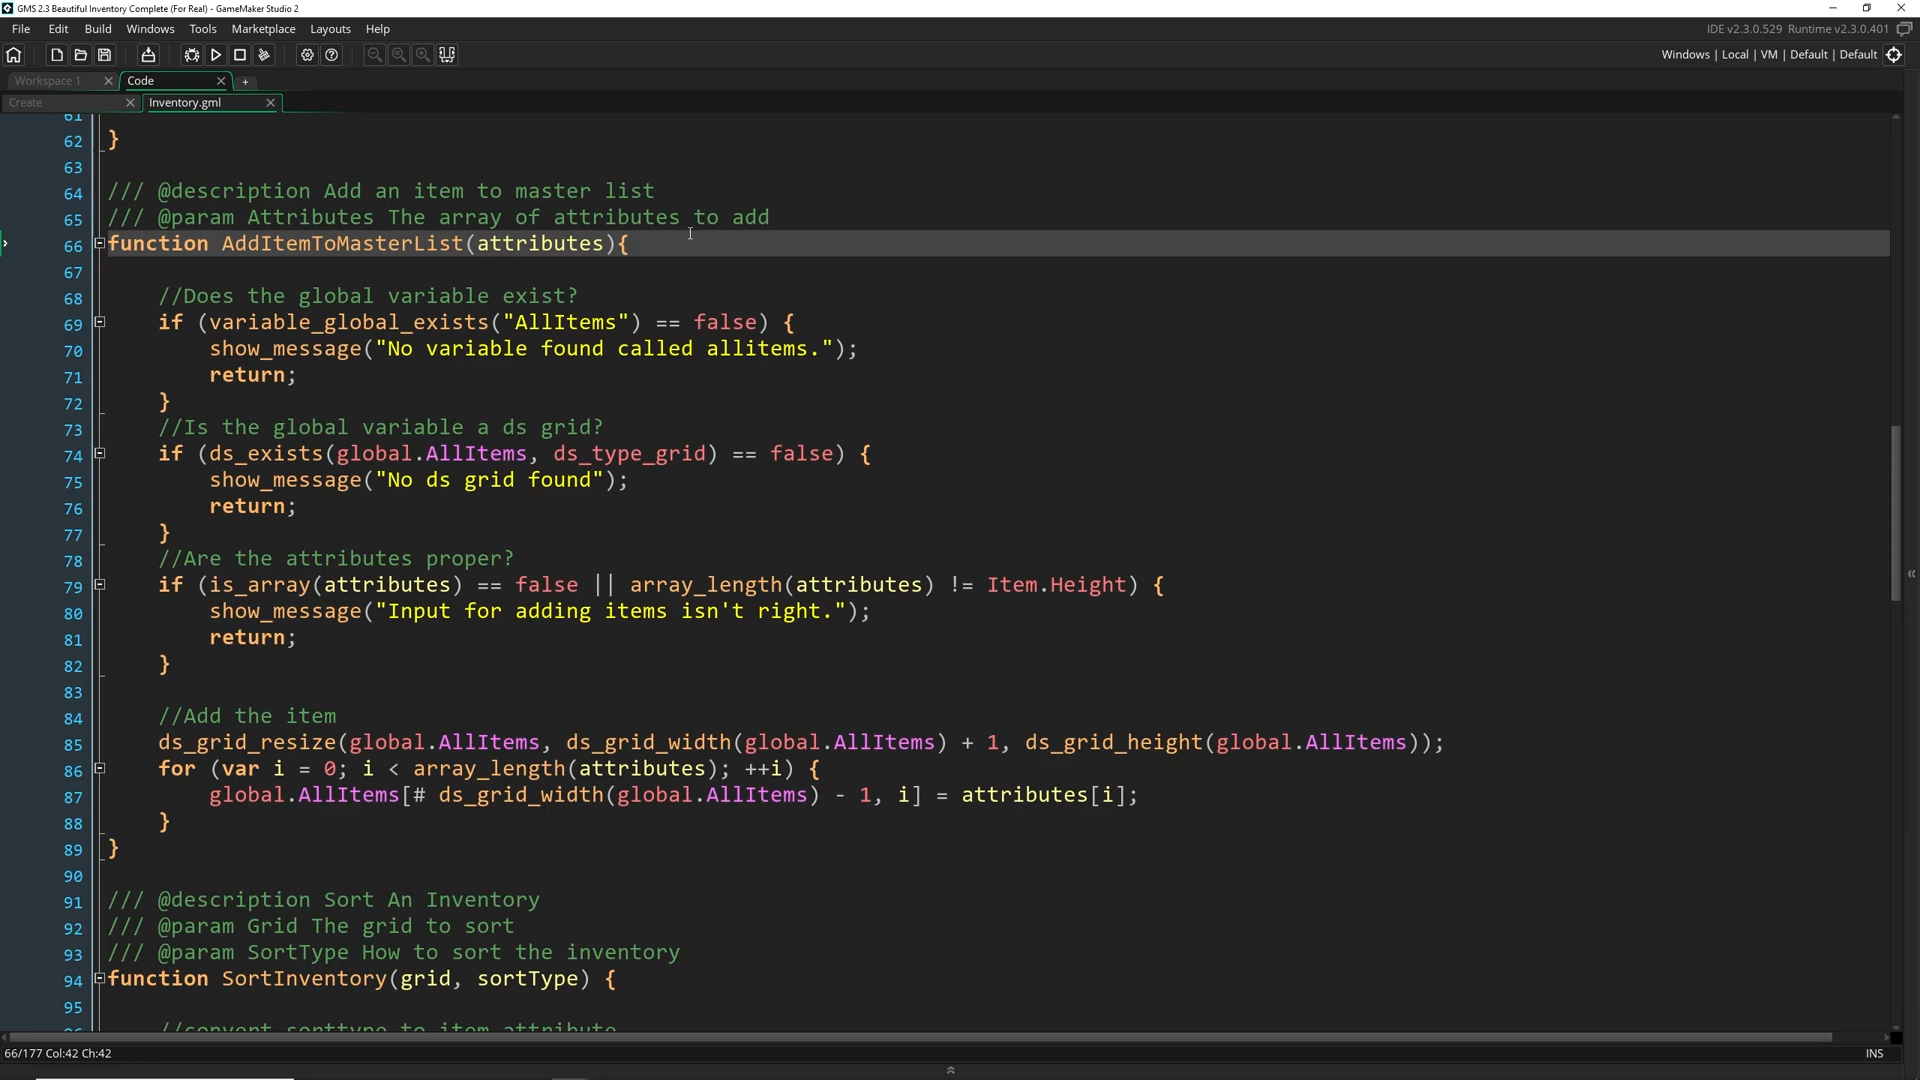 GMS 2.3 Beautiful Inventory Complete (For Real) - GameMaker Studio 2
File Edit Build Windows Tools Marketplace Layouts Help
IDE v2.3.0.529 Runtime v2.3.0.401
Windows | Local | VM | Default | Default
Workspace 1 Code +
Create Inventory.gml
61
62 }
63
64 /// @description Add an item to master list
65 /// @param Attributes The array of attributes to add
66 function AddItemToMasterList(attributes){
67
68 //Does the global variable exist?
69 if (variable_global_exists("AllItems") == false) {
70 show_message("No variable found called allitems.");
71 return;
72 }
73 //Is the global variable a ds grid?
74 if (ds_exists(global.AllItems, ds_type_grid) == false) {
75 show_message("No ds grid found");
76 return;
77 }
78 //Are the attributes proper?
79 if (is_array(attributes) == false || array_length(attributes) != Item.Height) {
80 show_message("Input for adding items isn't right.");
81 return;
82 }
83
84 //Add the item
85 ds_grid_resize(global.AllItems, ds_grid_width(global.AllItems) + 1, ds_grid_height(global.AllItems));
86 for (var i = 0; i < array_length(attributes); ++i) {
87 global.AllItems[# ds_grid_width(global.AllItems) - 1, i] = attributes[i];
88 }
89 }
90
91 /// @description Sort An Inventory
92 /// @param Grid The grid to sort
93 /// @param SortType How to sort the inventory
94 function SortInventory(grid, sortType) {
95
96 //convert sorttype to item attribute
66/177 Col:42 Ch:42
INS